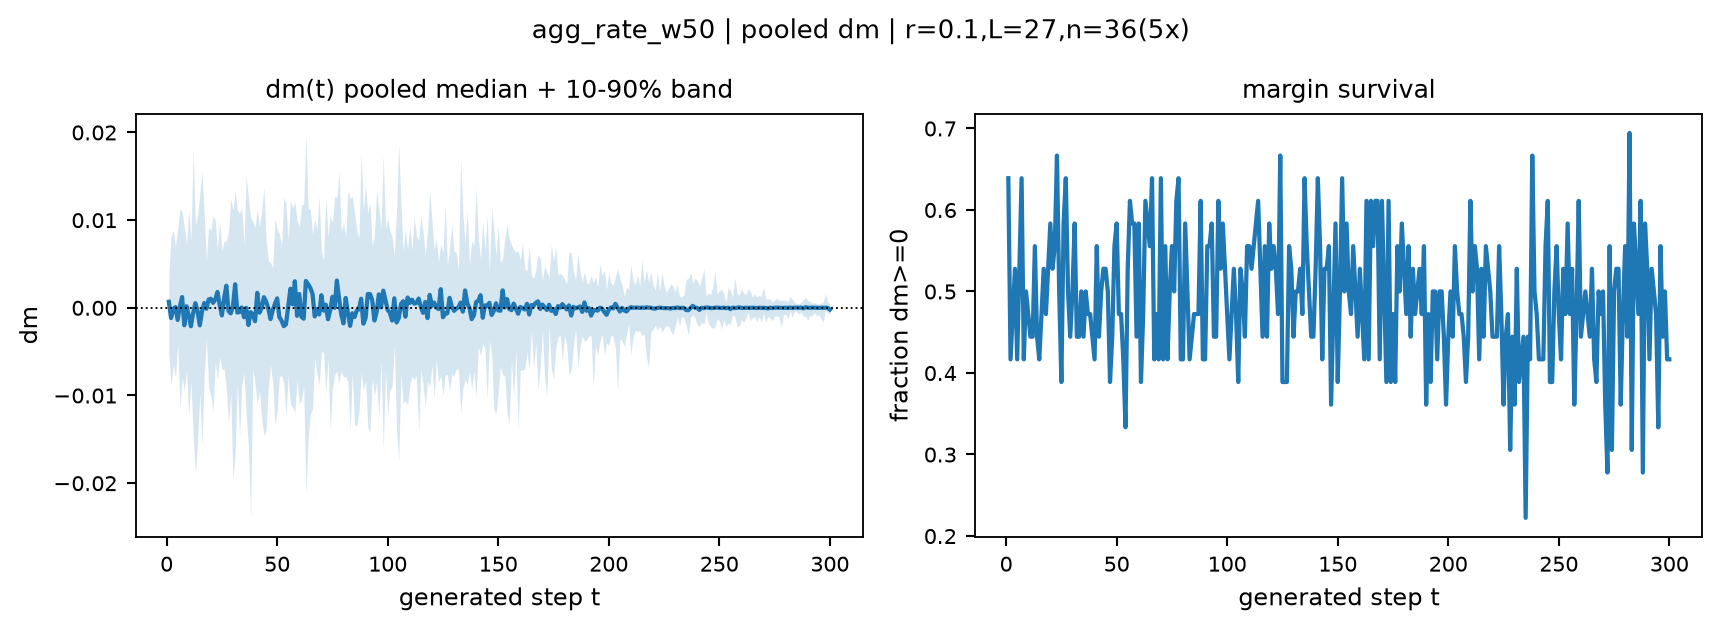 agg_rate_w50 | pooled dm | r=0.1,L=27,n=36(5x)
dm(t) pooled median + 10-90% band
dm
0.02
0.01
0.00
−0.01
−0.02
0 50 100 150 200 250 300
generated step t
margin survival
fraction dm>=0
0.7
0.6
0.5
0.4
0.3
0.2
0 50 100 150 200 250 300
generated step t